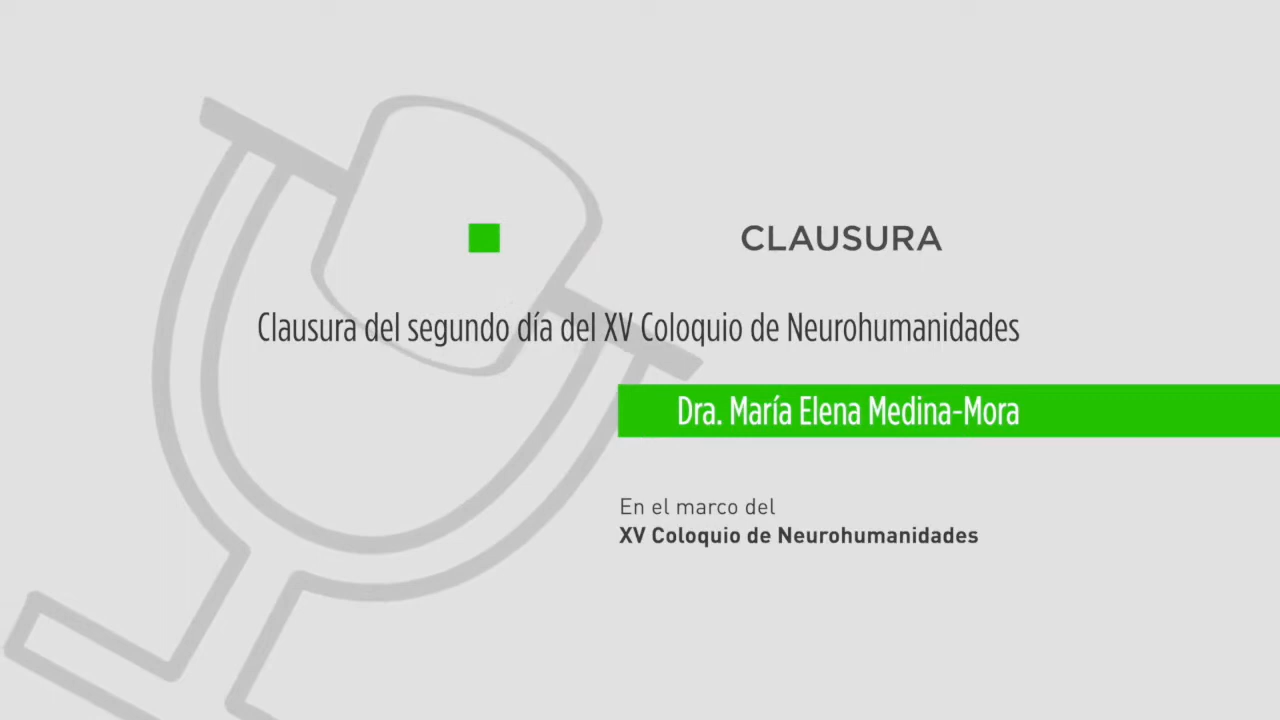 CLAUSURA
Clausura del segundo día del XV Coloquio de Neurohumanidades
Dra. María Elena Medina-Mora
En el marco del
XV Coloquio de Neurohumanidades